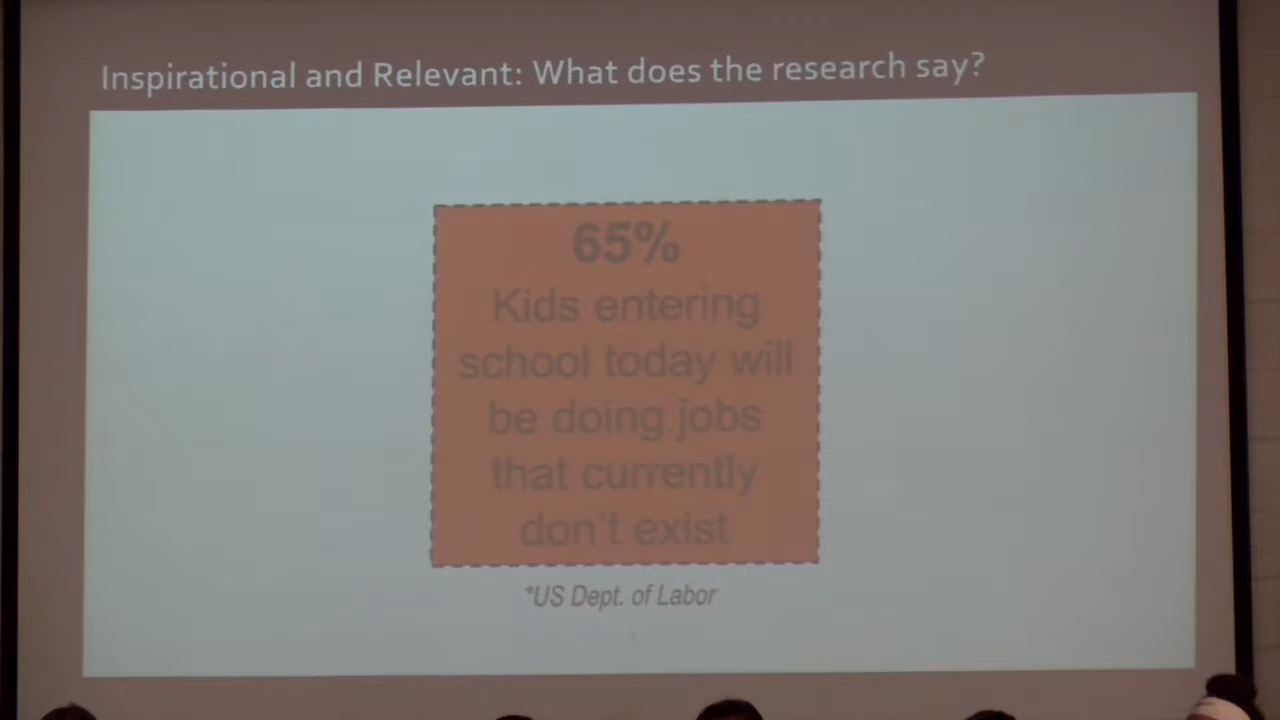 Inspirational and Relevant: What does the research say?
65%
Kids entering
school today will
be doing jobs
that currently
don't exist
*US Dept. of Labor